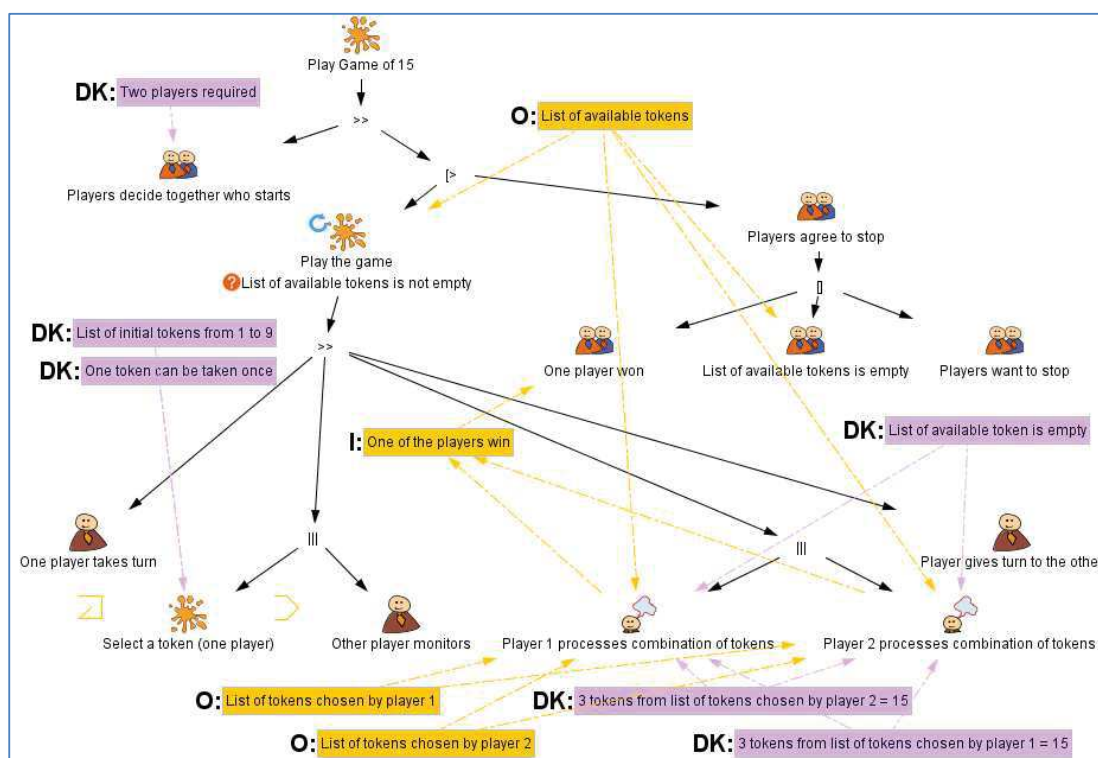 Play Game of 15
DK: Two players required
>>
O: List of available tokens
Players decide together who starts
[>
Play the game
?List of available tokens is not empty
Players agree to stop
[]
DK: List of initial tokens from 1 to 9
>>
DK: One token can be taken once
One player won
List of available tokens is empty
Players want to stop
I: One of the players win
DK: List of available token is empty
One player takes turn
|||
|||
Player gives turn to the other
Select a token (one player)
Other player monitors
Player 1 processes combination of tokens
Player 2 processes combination of tokens
O: List of tokens chosen by player 1
DK: 3 tokens from list of tokens chosen by player 2 = 15
O: List of tokens chosen by player 2
DK: 3 tokens from list of tokens chosen by player 1 = 15